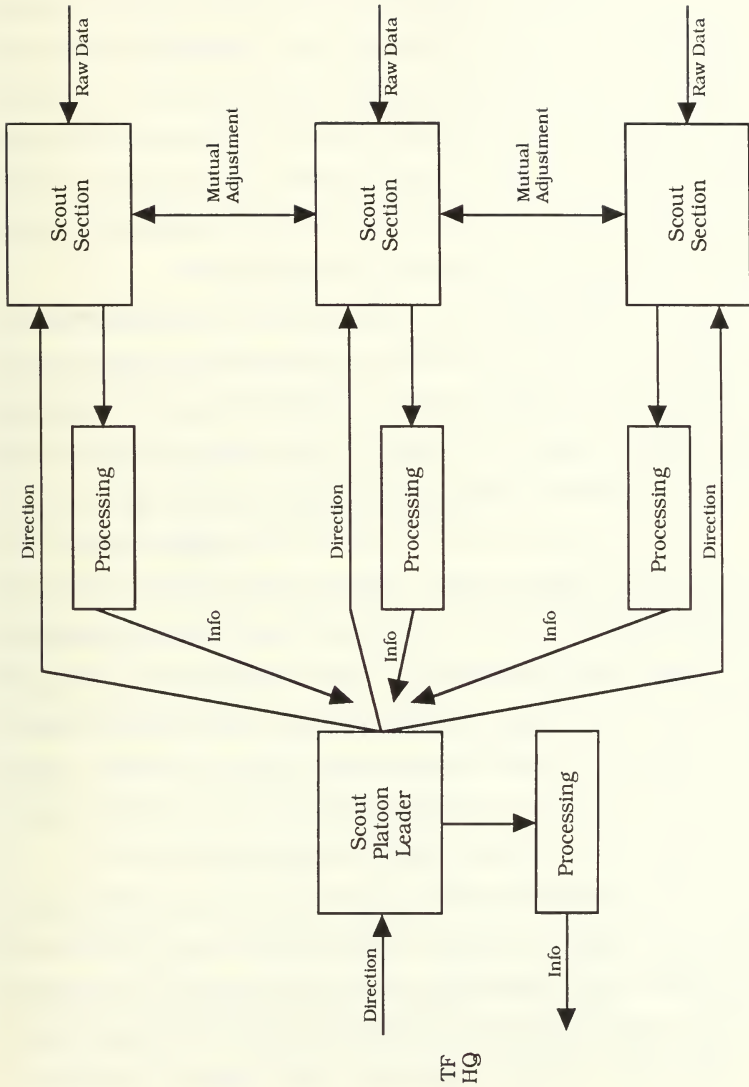 TF
HQ
Direction
Scout
Platoon
Leader
Info
Processing
Direction
Info
Processing
Scout
Section
Raw Data
Mutual
Adjustment
Direction
Info
Processing
Scout
Section
Raw Data
Mutual
Adjustment
Info
Processing
Direction
Scout
Section
Raw Data